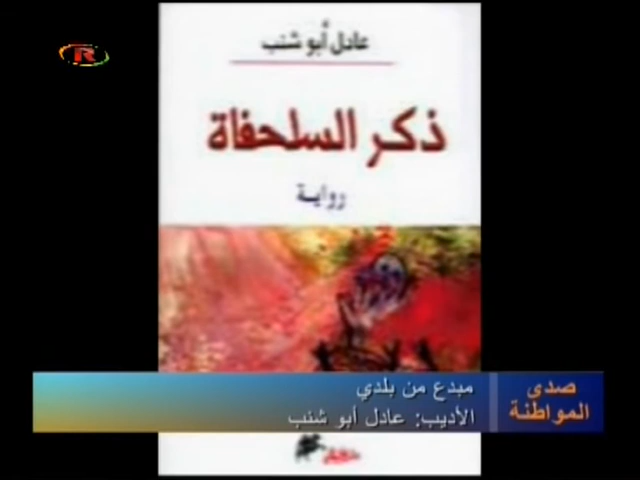 R
عادل أبو شنب
ذكر السلحفاة
رواية
مبدع من بلدي
الأديب: عادل أبو شنب
صدى
المواطنة